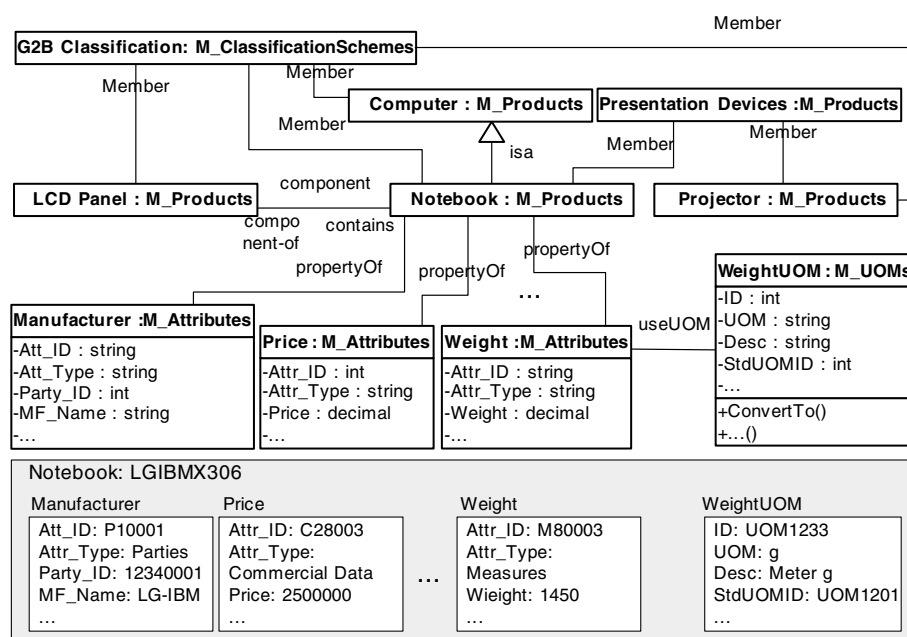 Member
G2B Classification: M_ClassificationSchemes
Member
Member
Computer : M_Products
Presentation Devices :M_Products
Member
isa
Member
Member
LCD Panel : M_Products
component
Notebook : M_Products
Projector : M_Products
compo
nent-of
contains
propertyOf
propertyOf
propertyOf
...
useUOM
Manufacturer :M_Attributes
-Att_ID : string
-Att_Type : string
-Party_ID : int
-MF_Name : string
-...
Price : M_Attributes
-Attr_ID : int
-Attr_Type : string
-Price : decimal
-...
Weight :M_Attributes
-Attr_ID : string
-Attr_Type : string
-Weight : decimal
-...
WeightUOM : M_UOMs
-ID : int
-UOM : string
-Desc : string
-StdUOMID : int
-...
+ConvertTo()
+...()
Notebook: LGIBMX306
Manufacturer
Att_ID: P10001
Attr_Type: Parties
Party_ID: 12340001
MF_Name: LG-IBM
...
Price
Attr_ID: C28003
Attr_Type:
Commercial Data
Price: 2500000
...
...
Weight
Attr_ID: M80003
Attr_Type:
Measures
Wieight: 1450
...
WeightUOM
ID: UOM1233
UOM: g
Desc: Meter g
StdUOMID: UOM1201
...